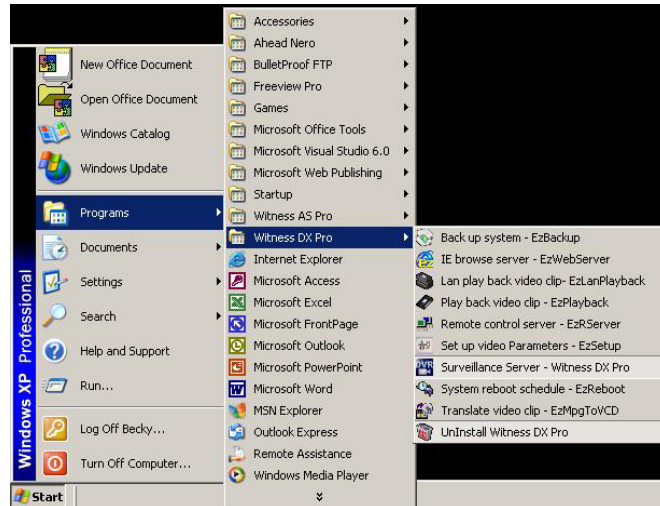 Windows XP Professional
New Office Document
Open Office Document
Windows Catalog
Windows Update
Programs
Documents
Settings
Search
Help and Support
Run...
Log Off Becky...
Turn Off Computer...
Start
Accessories
Ahead Nero
BulletProof FTP
Freeview Pro
Games
Microsoft Office Tools
Microsoft Visual Studio 6.0
Microsoft Web Publishing
Startup
Witness AS Pro
Witness DX Pro
Internet Explorer
Microsoft Access
Microsoft Excel
Microsoft FrontPage
Microsoft Outlook
Microsoft PowerPoint
Microsoft Word
MSN Explorer
Outlook Express
Remote Assistance
Windows Media Player
Back up system - EzBackup
IE browse server - EzWebServer
Lan play back video clip- EzLanPlayback
Play back video clip - EzPlayback
Remote control server - EzRServer
Set up video Parameters - EzSetup
DVR
Surveillance Server - Witness DX Pro
System reboot schedule - EzReboot
Translate video clip - EzMpgToVCD
UnInstall Witness DX Pro